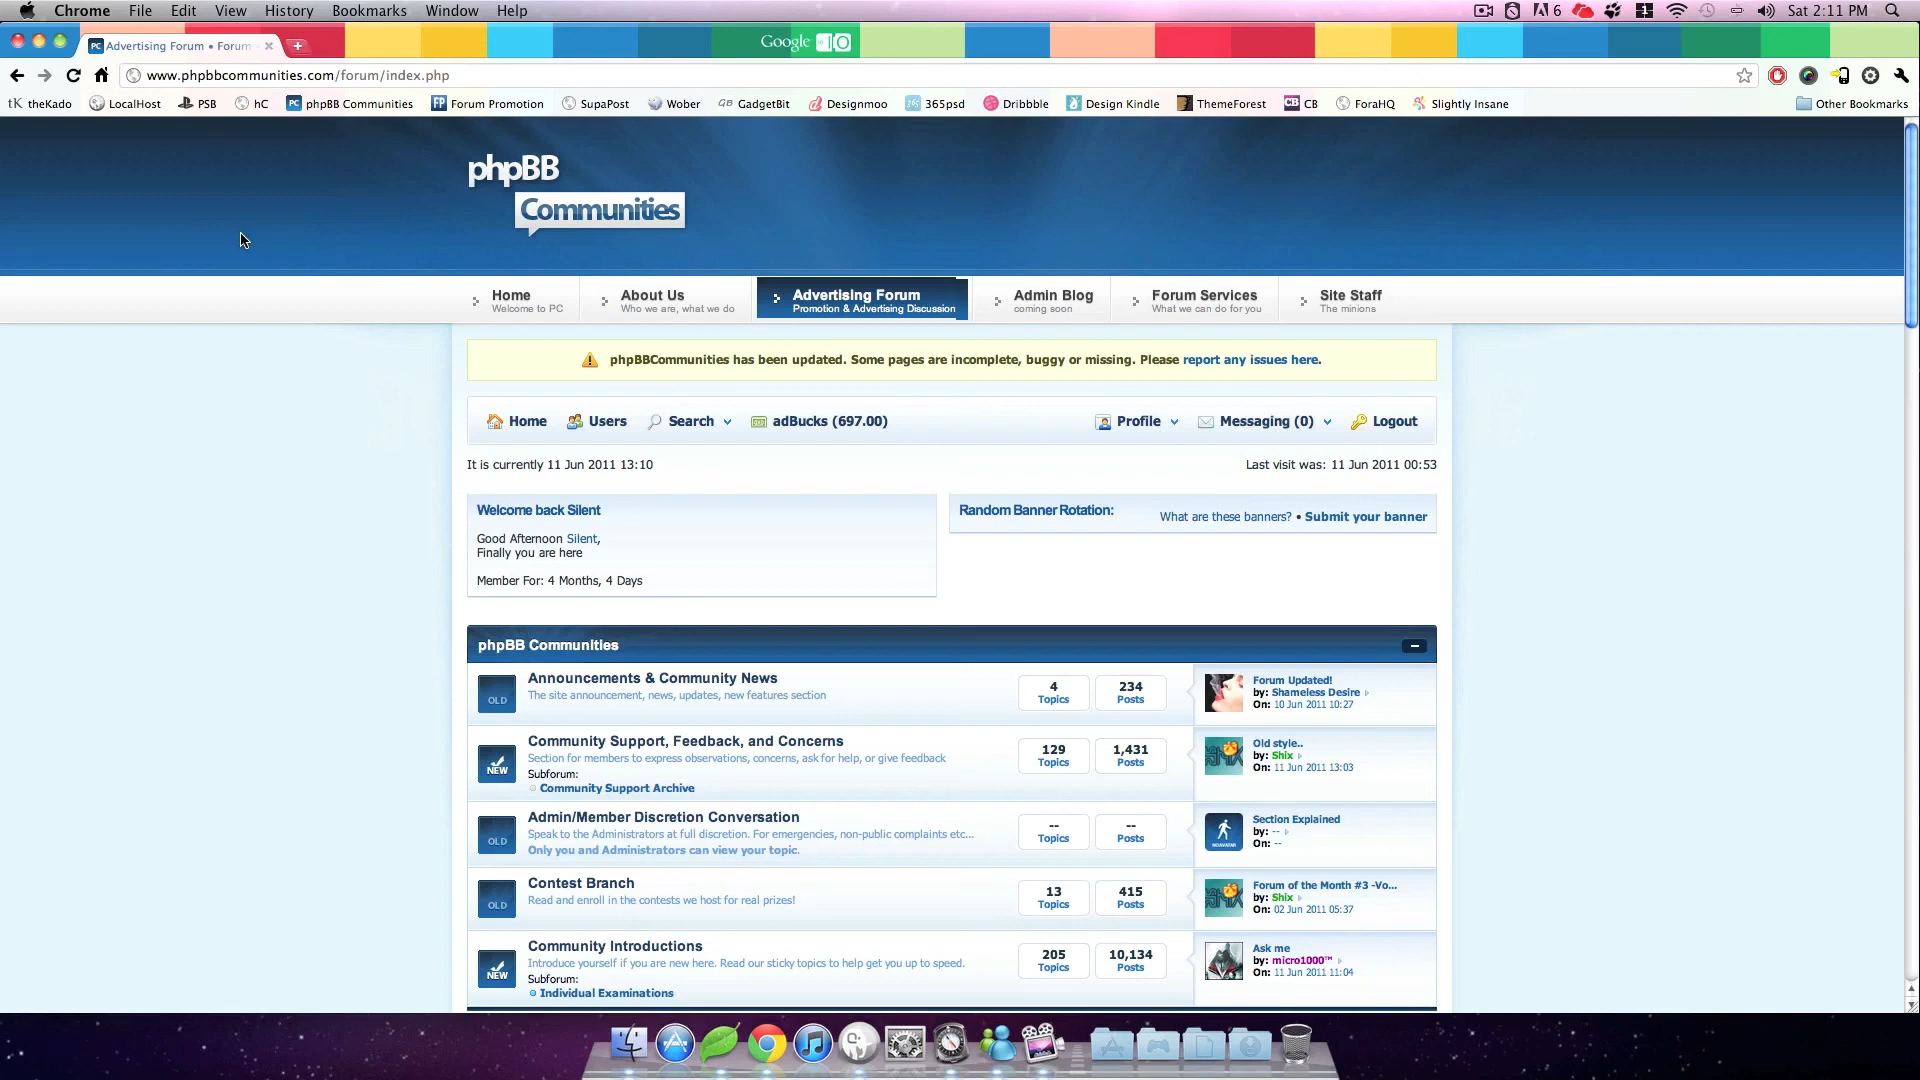 Chrome File Edit View History Bookmarks Window Help
6 Sat 2:11 PM
PC Advertising Forum • Forum
Google IO
www.phpbbcommunities.com/forum/index.php
tK theKado LocalHost PSB hC PC phpBB Communities FP Forum Promotion SupaPost Wober GB GadgetBit Designmoo 365 365psd Dribbble Design Kindle ThemeForest CB CB ForaHQ Slightly Insane Other Bookmarks
phpBB
Communities
Home
Welcome to PC
About Us
Who we are, what we do
Advertising Forum
Promotion & Advertising Discussion
Admin Blog
coming soon
Forum Services
What we can do for you
Site Staff
The minions
phpBBCommunities has been updated. Some pages are incomplete, buggy or missing. Please report any issues here.
Home Users Search adBucks (697.00) Profile Messaging (0) Logout
It is currently 11 Jun 2011 13:10
Last visit was: 11 Jun 2011 00:53
Welcome back Silent
Good Afternoon Silent,
Finally you are here
Member For: 4 Months, 4 Days
Random Banner Rotation:
What are these banners? • Submit your banner
phpBB Communities
OLD
Announcements & Community News
The site announcement, news, updates, new features section
4
Topics
234
Posts
Forum Updated!
by: Shameless Desire
On: 10 Jun 2011 10:27
NEW
Community Support, Feedback, and Concerns
Section for members to express observations, concerns, ask for help, or give feedback
Subforum:
Community Support Archive
129
Topics
1,431
Posts
Old style..
by: Shix
On: 11 Jun 2011 13:03
OLD
Admin/Member Discretion Conversation
Speak to the Administrators at full discretion. For emergencies, non-public complaints etc...
Only you and Administrators can view your topic.
--
Topics
--
Posts
NOAVATAR
Section Explained
by: --
On: --
OLD
Contest Branch
Read and enroll in the contests we host for real prizes!
13
Topics
415
Posts
Forum of the Month #3 -Vo...
by: Shix
On: 02 Jun 2011 05:37
NEW
Community Introductions
Introduce yourself if you are new here. Read our sticky topics to help get you up to speed.
Subforum:
Individual Examinations
205
Topics
10,134
Posts
Ask me
by: micro1000™
On: 11 Jun 2011 11:04